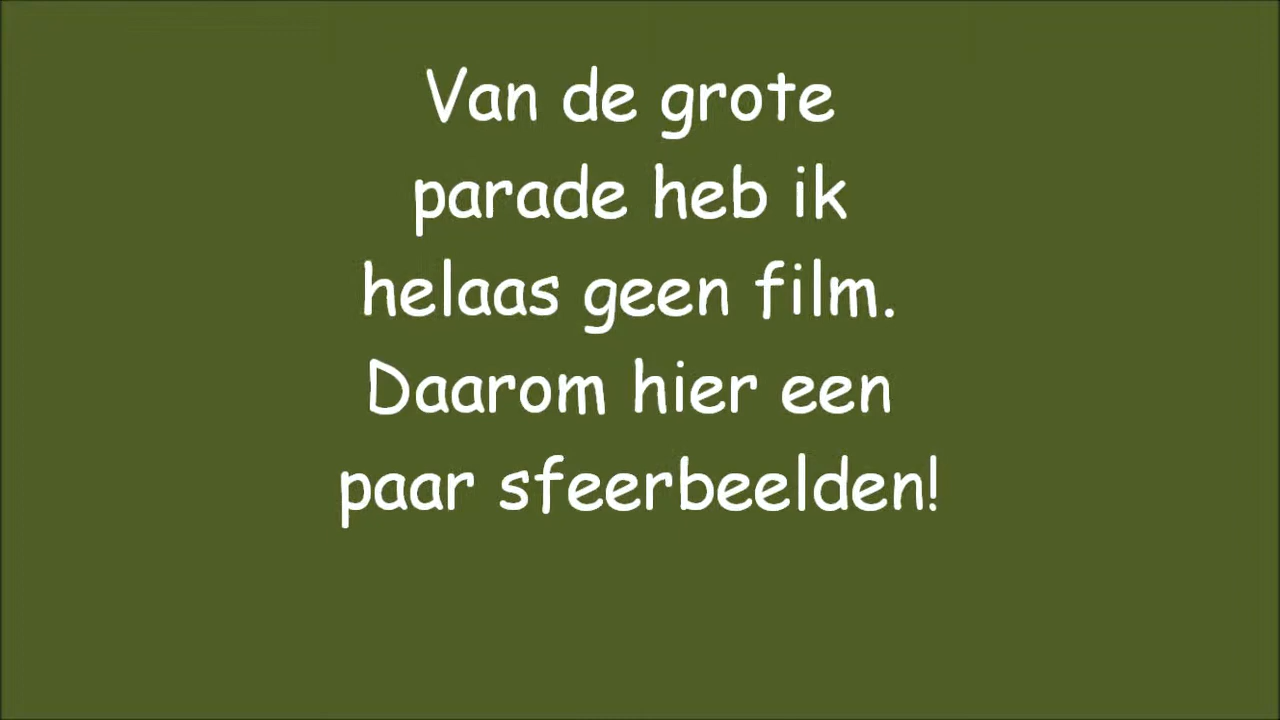 Van de grote
parade heb ik
helaas geen film.
Daarom hier een
paar sfeerbeelden!